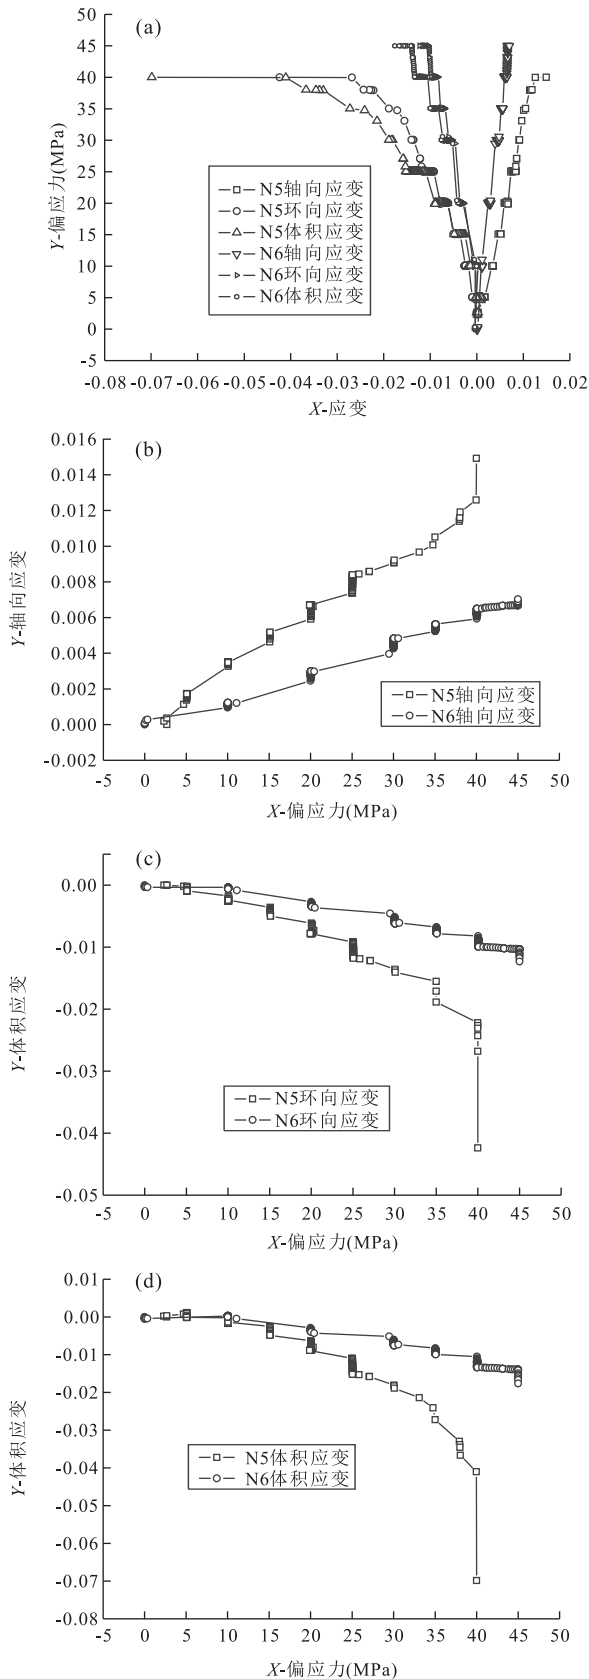 (a)
50
45
40
35
30
25
20
15
10
5
0
-5
Y-偏应力(MPa)
N5轴向应变
N5环向应变
N5体积应变
N6轴向应变
N6环向应变
N6体积应变
-0.08 -0.07 -0.06 -0.05 -0.04 -0.03 -0.02 -0.01 0.00 0.01 0.02
X-应变
(b)
0.016
0.014
0.012
0.010
0.008
0.006
0.004
0.002
0.000
-0.002
Y-轴向应变
N5轴向应变
N6轴向应变
-5 0 5 10 15 20 25 30 35 40 45 50
X-偏应力(MPa)
(c)
0.00
-0.01
-0.02
-0.03
-0.04
-0.05
Y-体积应变
N5环向应变
N6环向应变
-5 0 5 10 15 20 25 30 35 40 45 50
X-偏应力(MPa)
(d)
0.01
0.00
-0.01
-0.02
-0.03
-0.04
-0.05
-0.06
-0.07
-0.08
Y-体积应变
N5体积应变
N6体积应变
-5 0 5 10 15 20 25 30 35 40 45 50
X-偏应力(MPa)